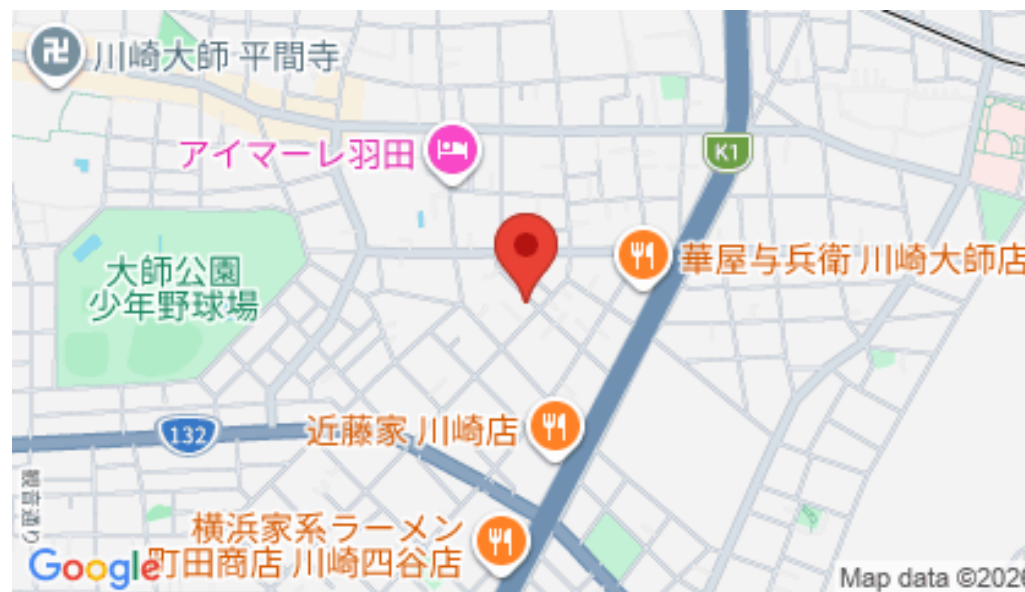 川崎大師 平間寺
アイマーレ羽田
K1
大師公園
少年野球場
華屋与兵衛 川崎大師店
132
近藤家 川崎店
観音通り
横浜家系ラーメン
町田商店 川崎四谷店
Google
Map data ©2026